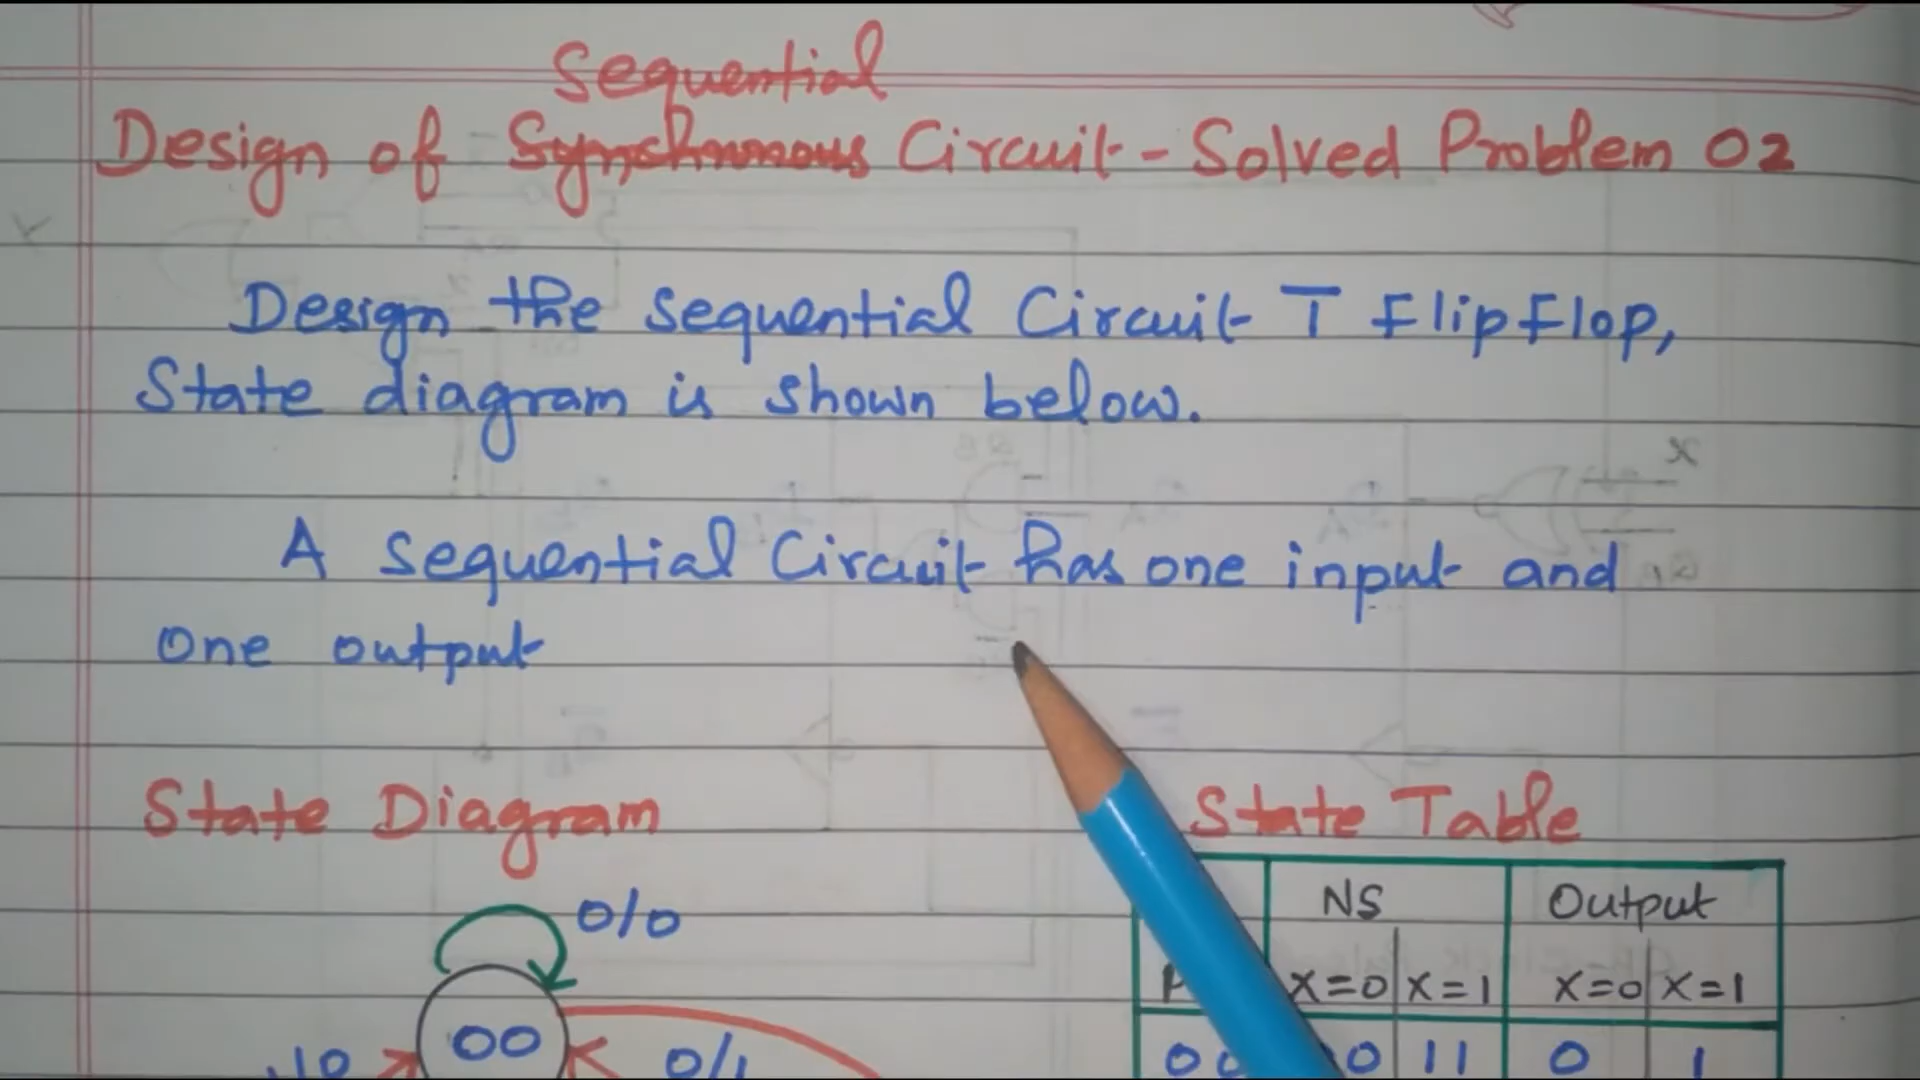 Sequential
Design of Synchronous Circuit - Solved Problem 02
Design the Sequential Circuit T FlipFlop,
State diagram is shown below.
A Sequential Circuit has one input and
one output
State Diagram
State Table
0/0
NS
Output
X=0
X=1
X=0
X=1
00
0/1
11
0
1